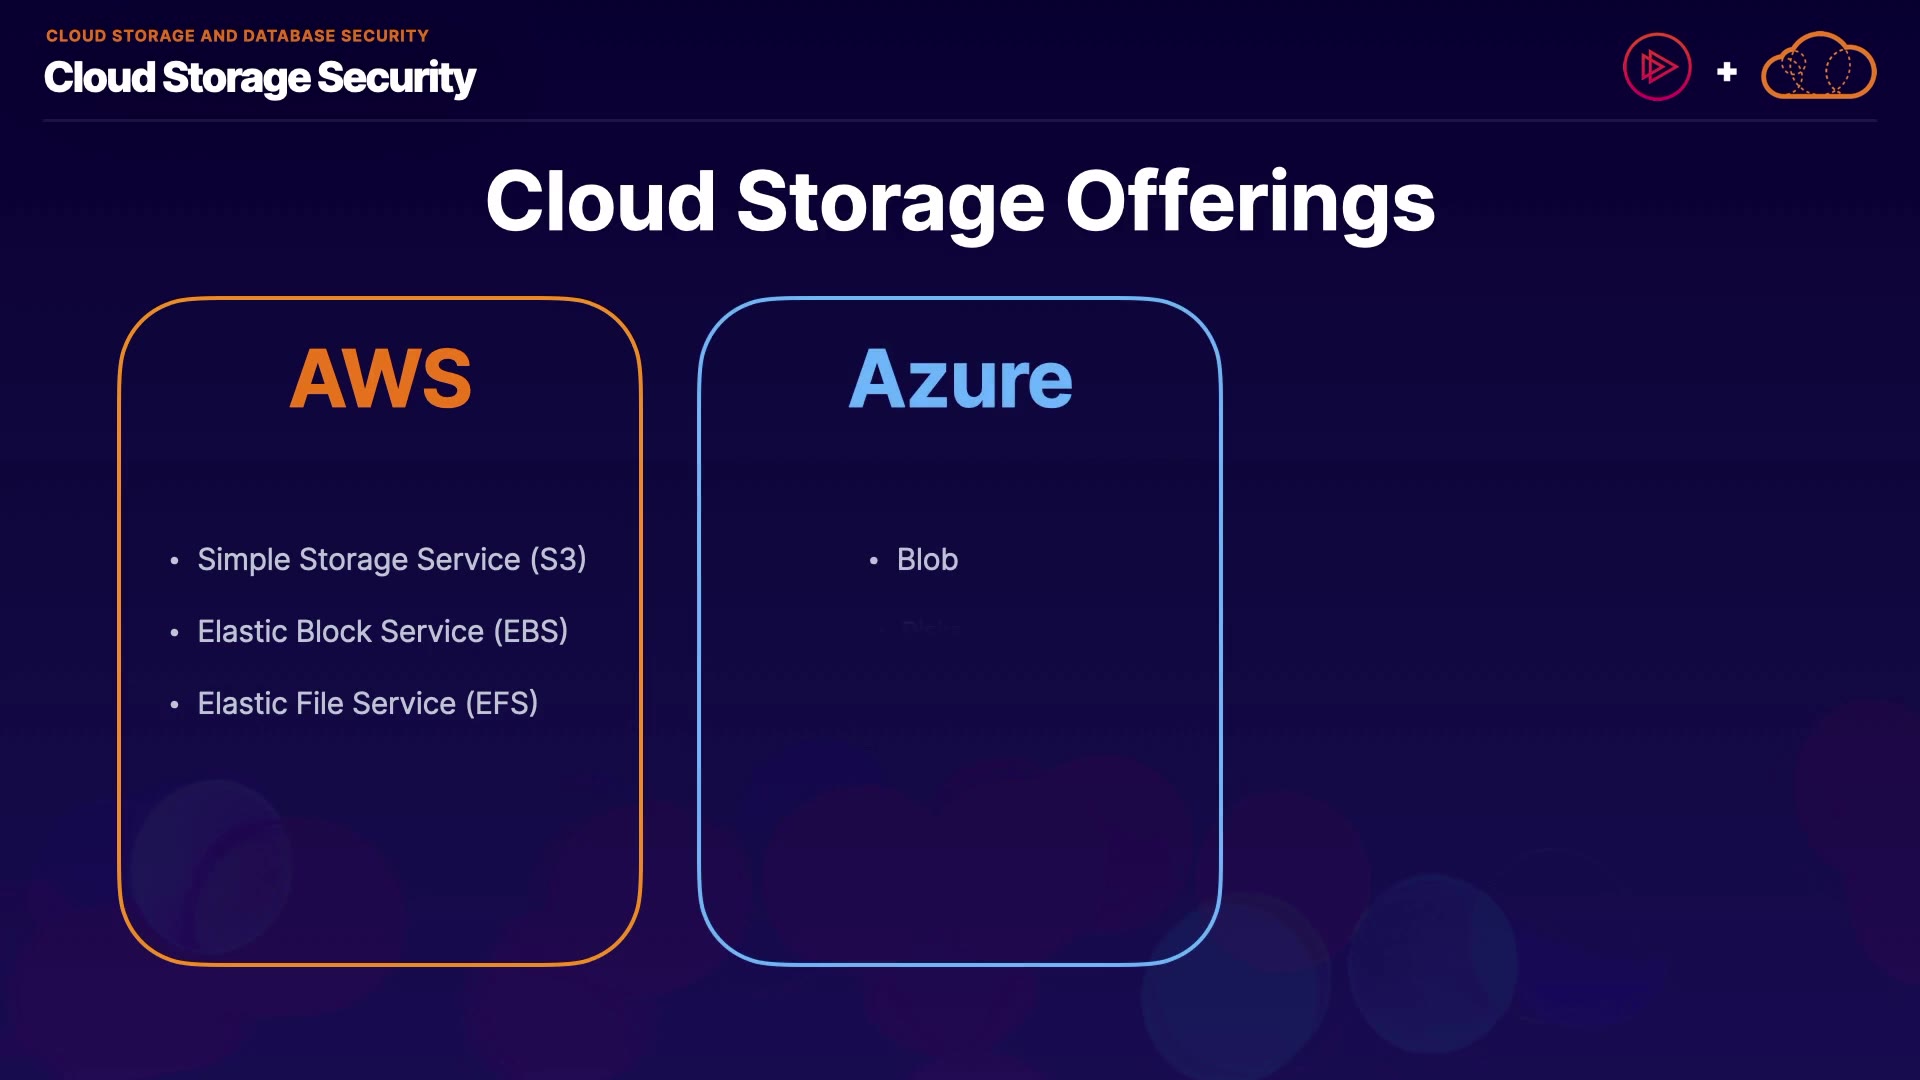 CLOUD STORAGE AND DATABASE SECURITY
Cloud Storage Security
Cloud Storage Offerings
AWS
• Simple Storage Service (S3)
• Elastic Block Service (EBS)
• Elastic File Service (EFS)
Azure
• Blob